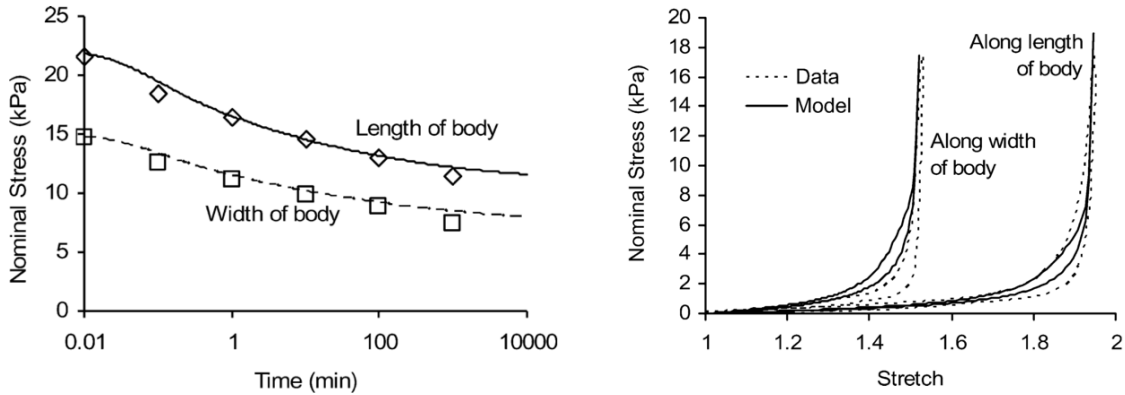 25
20
15
10
5
0
0.01
1
100
10000
Nominal Stress (kPa)
Time (min)
Length of body
Width of body
20
18
16
14
12
10
8
6
4
2
0
1
1.2
1.4
1.6
1.8
2
Nominal Stress (kPa)
Stretch
Data
Model
Along length
of body
Along width
of body